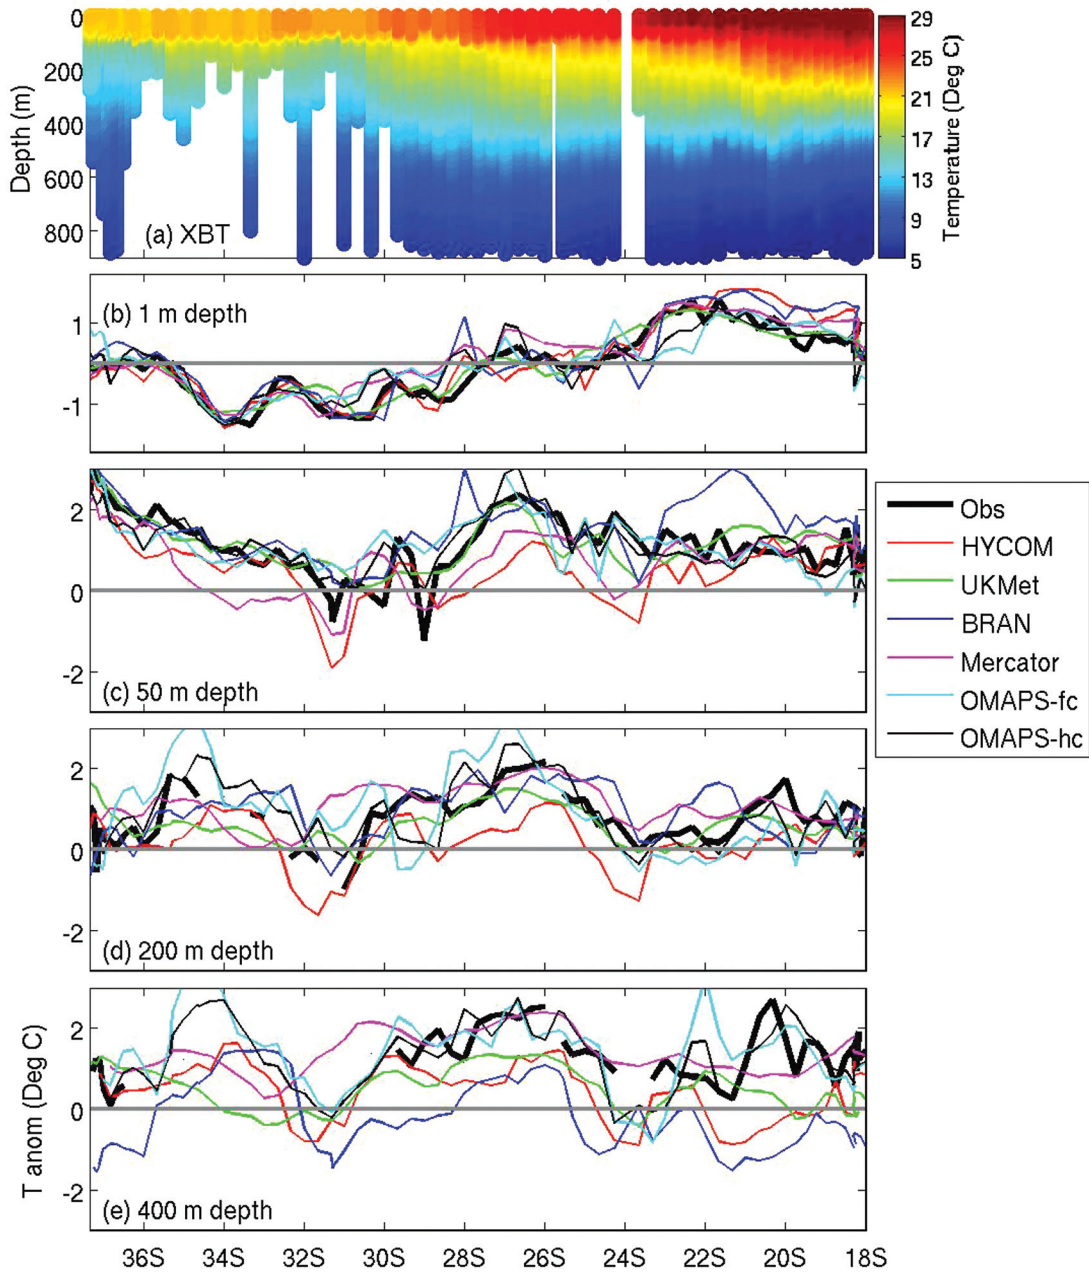 0
200
400
600
800
Depth (m)
(a) XBT
29
25
21
17
13
9
5
Temperature (Deg C)
(b) 1 m depth
1
-1
(c) 50 m depth
2
0
-2
(d) 200 m depth
2
0
-2
(e) 400 m depth
2
0
-2
T anom (Deg C)
36S 34S 32S 30S 28S 26S 24S 22S 20S 18S
Obs
HYCOM
UKMet
BRAN
Mercator
OMAPS-fc
OMAPS-hc